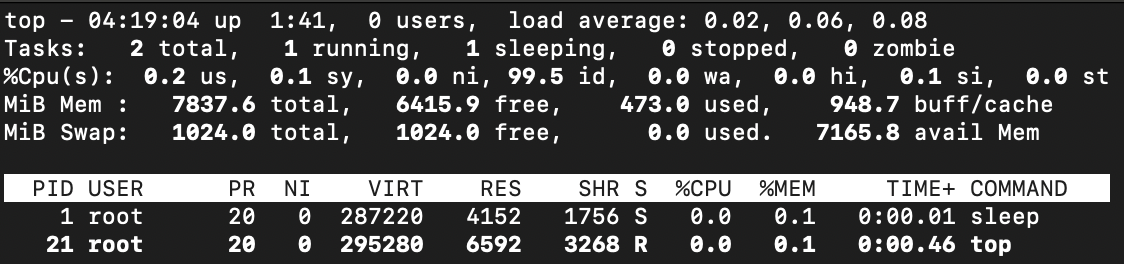 top - 04:19:04 up  1:41,  0 users,  load average: 0.02, 0.06, 0.08
Tasks:   2 total,   1 running,   1 sleeping,   0 stopped,   0 zombie
%Cpu(s):  0.2 us,  0.1 sy,  0.0 ni, 99.5 id,  0.0 wa,  0.0 hi,  0.1 si,  0.0 st
MiB Mem :   7837.6 total,   6415.9 free,    473.0 used,    948.7 buff/cache
MiB Swap:   1024.0 total,   1024.0 free,      0.0 used.   7165.8 avail Mem
  PID USER      PR  NI    VIRT    RES    SHR S  %CPU  %MEM     TIME+ COMMAND
    1 root      20   0  287220   4152   1756 S   0.0   0.1   0:00.01 sleep
   21 root      20   0  295280   6592   3268 R   0.0   0.1   0:00.46 top